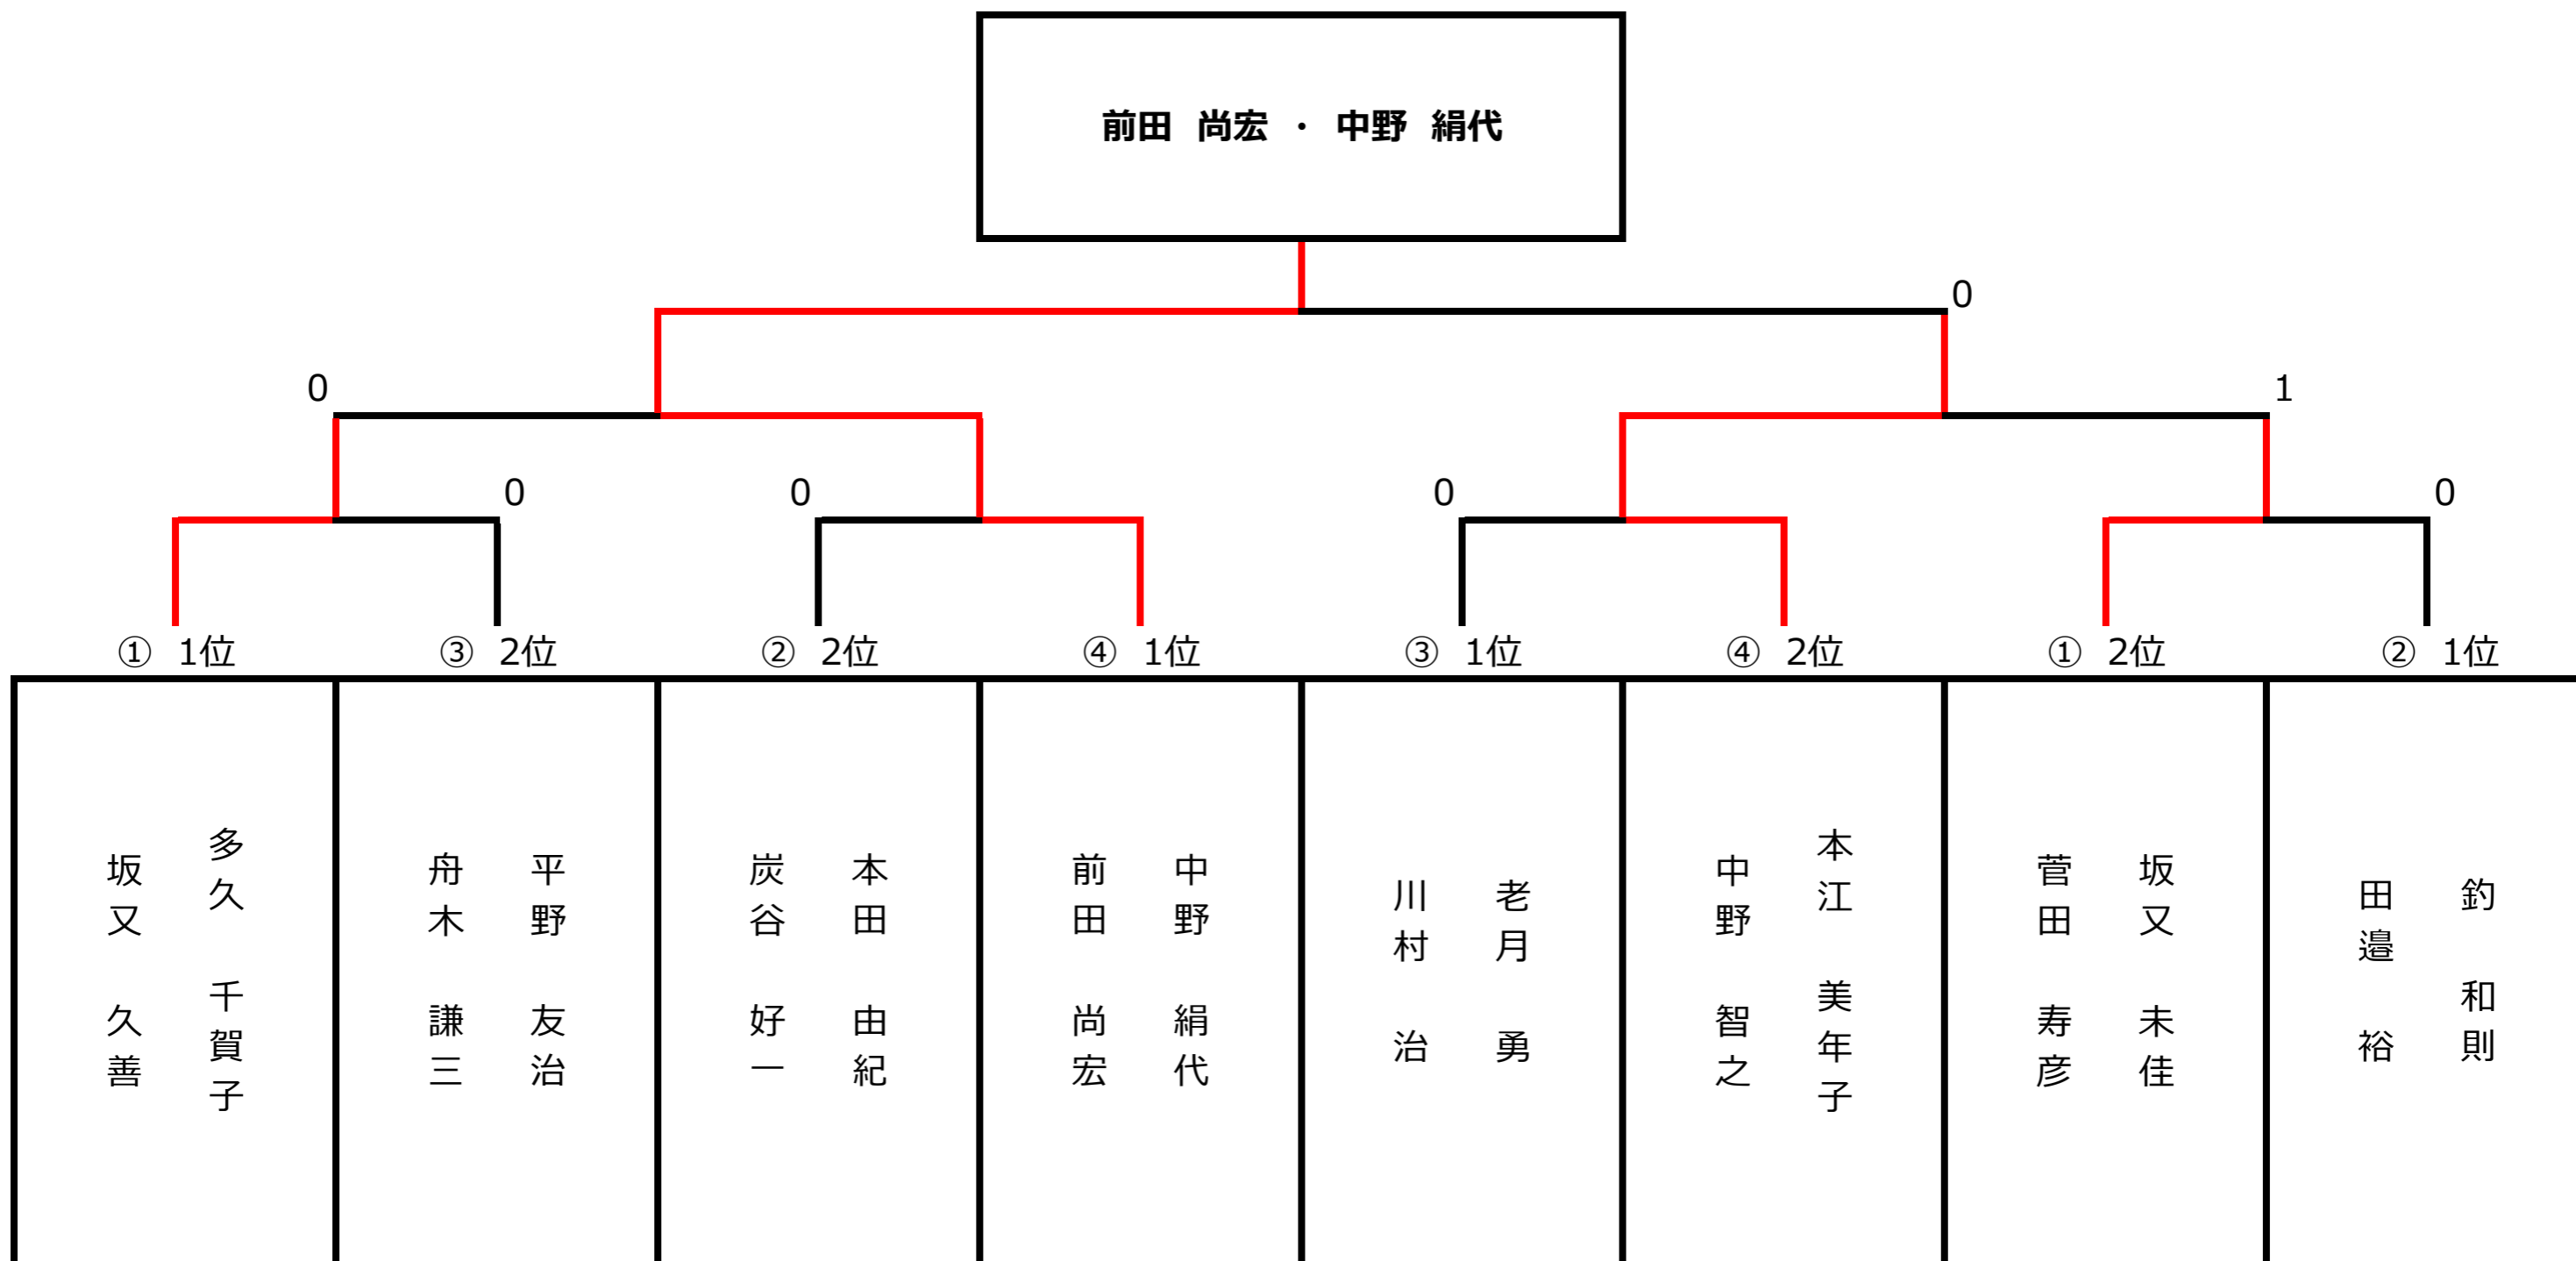 前田 尚宏 ・ 中野 絹代
0
0
1
0
0
0
0
① 1位
③ 2位
② 2位
④ 1位
③ 1位
④ 2位
① 2位
② 1位
坂又 久善
多久 千賀子
舟木 謙三
平野 友治
炭谷 好一
本田 由紀
前田 尚宏
中野 絹代
川村 治
老月 勇
中野 智之
本江 美年子
菅田 寿彦
坂又 未佳
田邉 裕
釣 和則